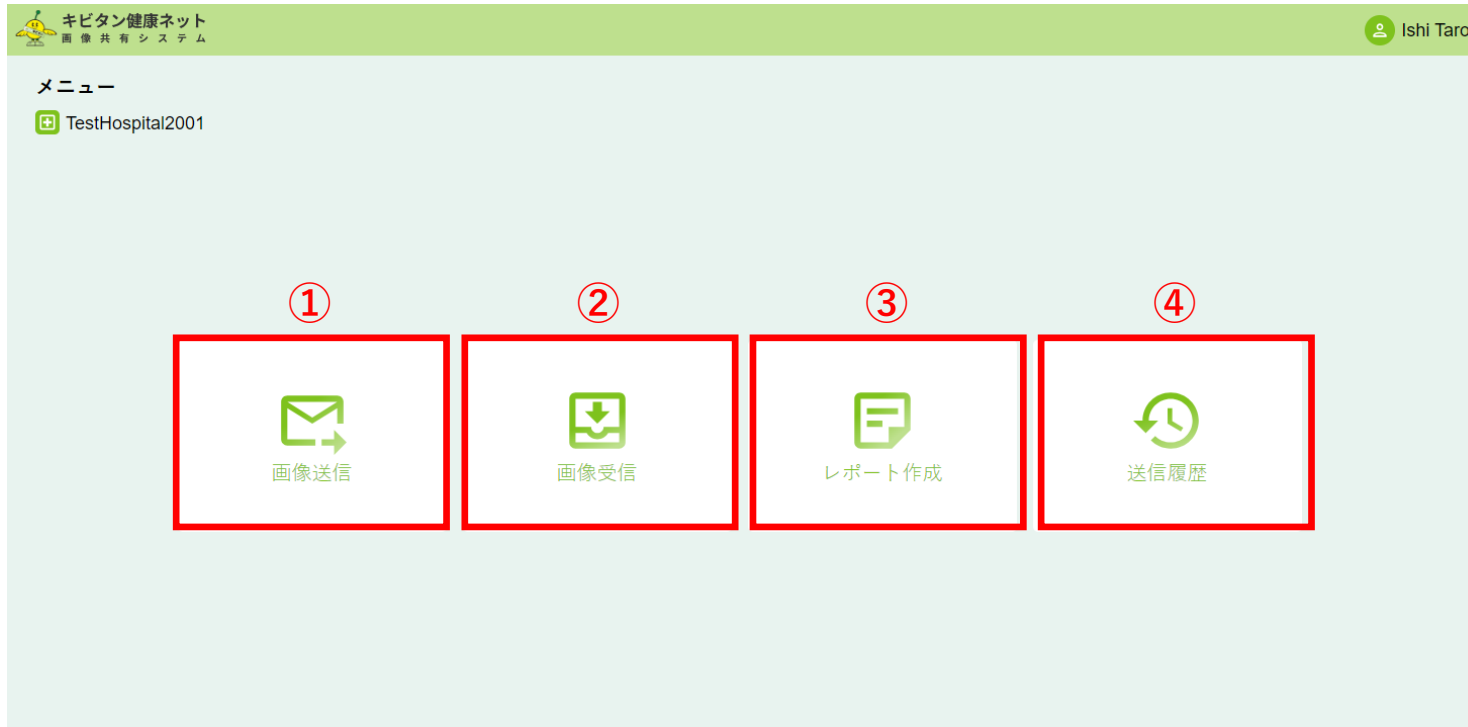 キビタン健康ネット
画像共有システム
Ishi Taro
メニュー
TestHospital2001
① ② ③ ④
画像送信 画像受信 レポート作成 送信履歴